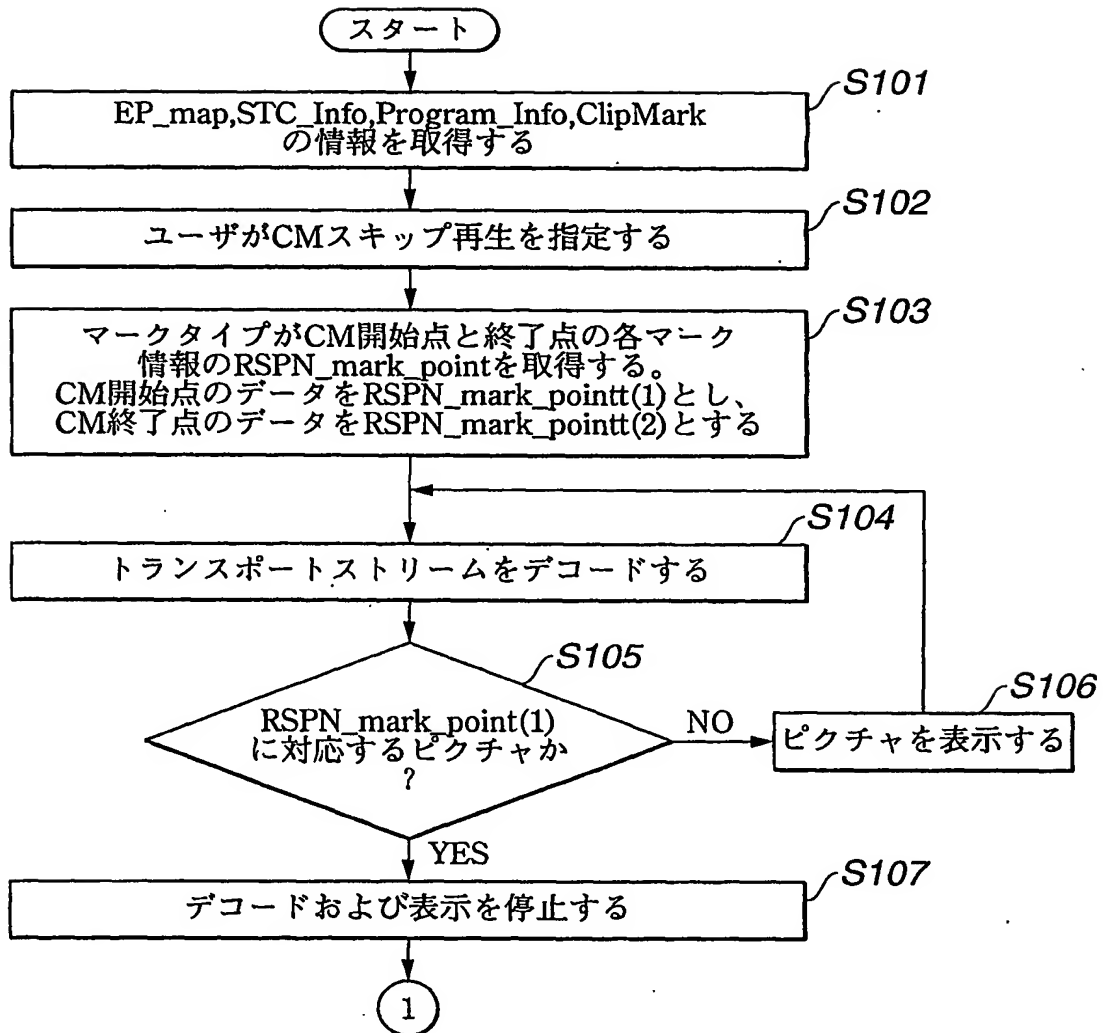 スタート
S101
EP_map,STC_Info,Program_Info,ClipMark
の情報を取得する
S102
ユーザがCMスキップ再生を指定する
S103
マークタイプがCM開始点と終了点の各マーク
情報のRSPN_mark_pointを取得する。
CM開始点のデータをRSPN_mark_pointt(1)とし、
CM終了点のデータをRSPN_mark_pointt(2)とする
S104
トランスポートストリームをデコードする
S105
RSPN_mark_point(1)
に対応するピクチャか
?
NO
S106
ピクチャを表示する
YES
S107
デコードおよび表示を停止する
1